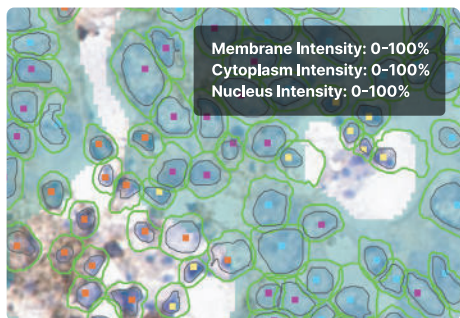 Membrane Intensity: 0-100%
Cytoplasm Intensity: 0-100%
Nucleus Intensity: 0-100%